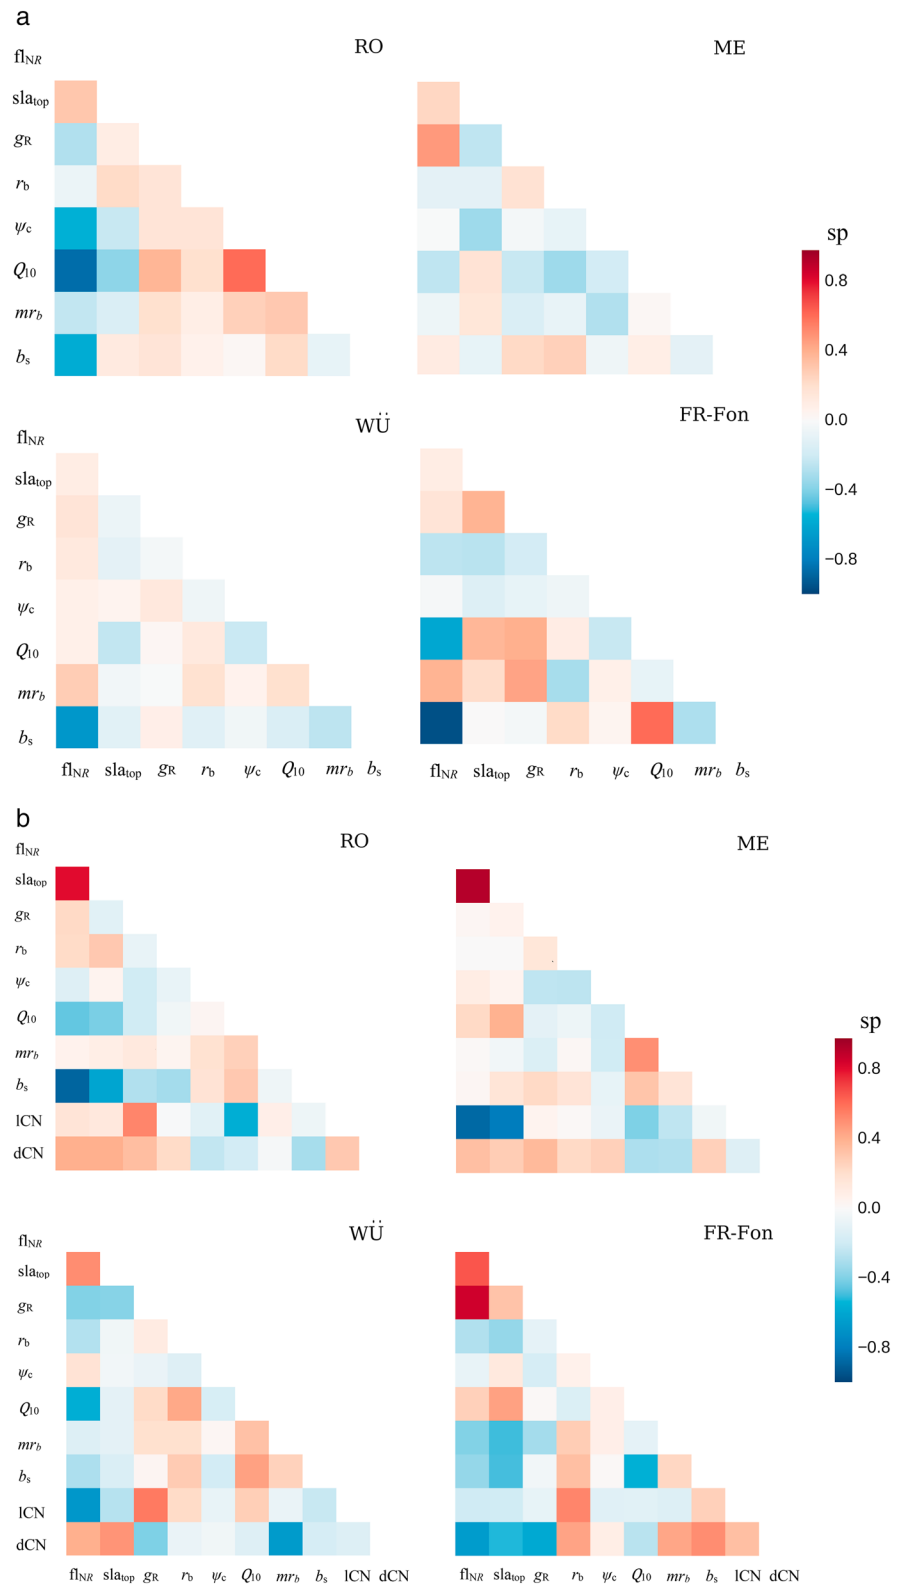 a
RO
ME
fl_NR
sla_top
g_R
r_b
ψ_c
Q_10
mr_b
b_s
sp
0.8
0.4
0.0
−0.4
−0.8
WÜ
FR-Fon
fl_NR
sla_top
g_R
r_b
ψ_c
Q_10
mr_b
b_s
fl_NR sla_top g_R r_b ψ_c Q_10 mr_b b_s
fl_NR sla_top g_R r_b ψ_c Q_10 mr_b b_s
b
RO
ME
fl_NR
sla_top
g_R
r_b
ψ_c
Q_10
mr_b
b_s
lCN
dCN
sp
0.8
0.4
0.0
−0.4
−0.8
WÜ
FR-Fon
fl_NR
sla_top
g_R
r_b
ψ_c
Q_10
mr_b
b_s
lCN
dCN
fl_NR sla_top g_R r_b ψ_c Q_10 mr_b b_s lCN dCN
fl_NR sla_top g_R r_b ψ_c Q_10 mr_b b_s lCN dCN